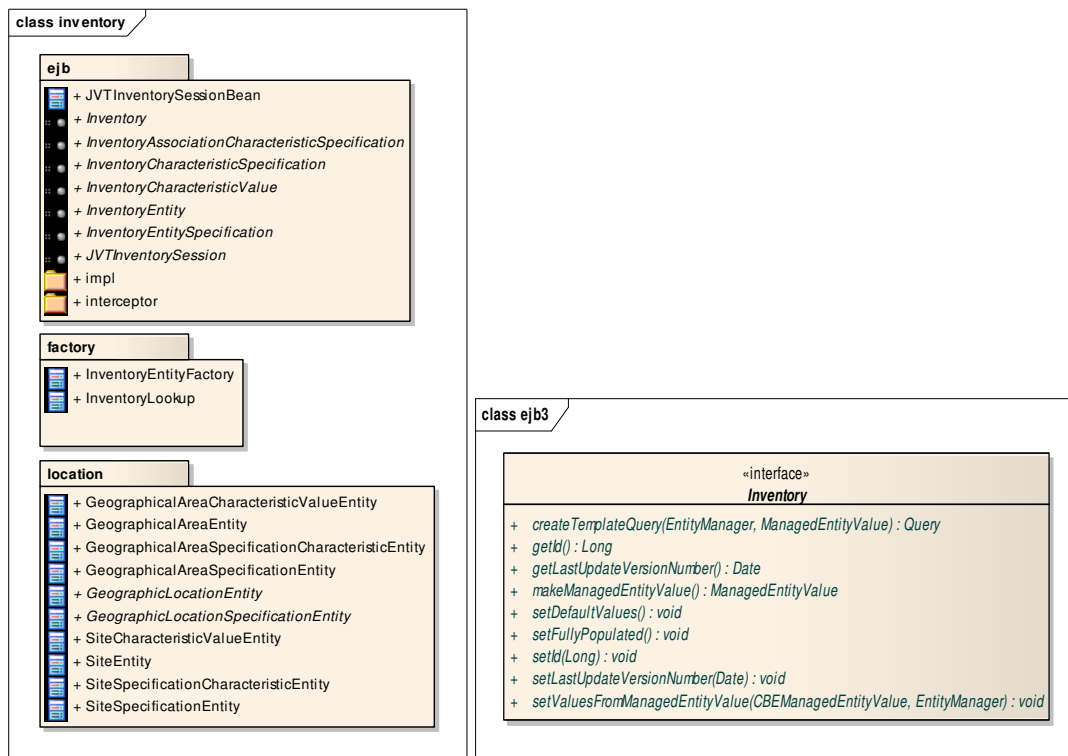 class inventory
ejb
+ JVTInventorySessionBean
+ Inventory
+ InventoryAssociationCharacteristicSpecification
+ InventoryCharacteristicSpecification
+ InventoryCharacteristicValue
+ InventoryEntity
+ InventoryEntitySpecification
+ JVTInventorySession
+ impl
+ interceptor
factory
+ InventoryEntityFactory
+ InventoryLookup
location
+ GeographicalAreaCharacteristicValueEntity
+ GeographicalAreaEntity
+ GeographicalAreaSpecificationCharacteristicEntity
+ GeographicalAreaSpecificationEntity
+ GeographicLocationEntity
+ GeographicLocationSpecificationEntity
+ SiteCharacteristicValueEntity
+ SiteEntity
+ SiteSpecificationCharacteristicEntity
+ SiteSpecificationEntity
class ejb3
«interface»
Inventory
+ createTemplateQuery(EntityManager, ManagedEntityValue) : Query
+ getId() : Long
+ getLastUpdateVersionNumber() : Date
+ makeManagedEntityValue() : ManagedEntityValue
+ setDefaultValues() : void
+ setFullyPopulated() : void
+ setId(Long) : void
+ setLastUpdateVersionNumber(Date) : void
+ setValuesFromManagedEntityValue(CBEManagedEntityValue, EntityManager) : void